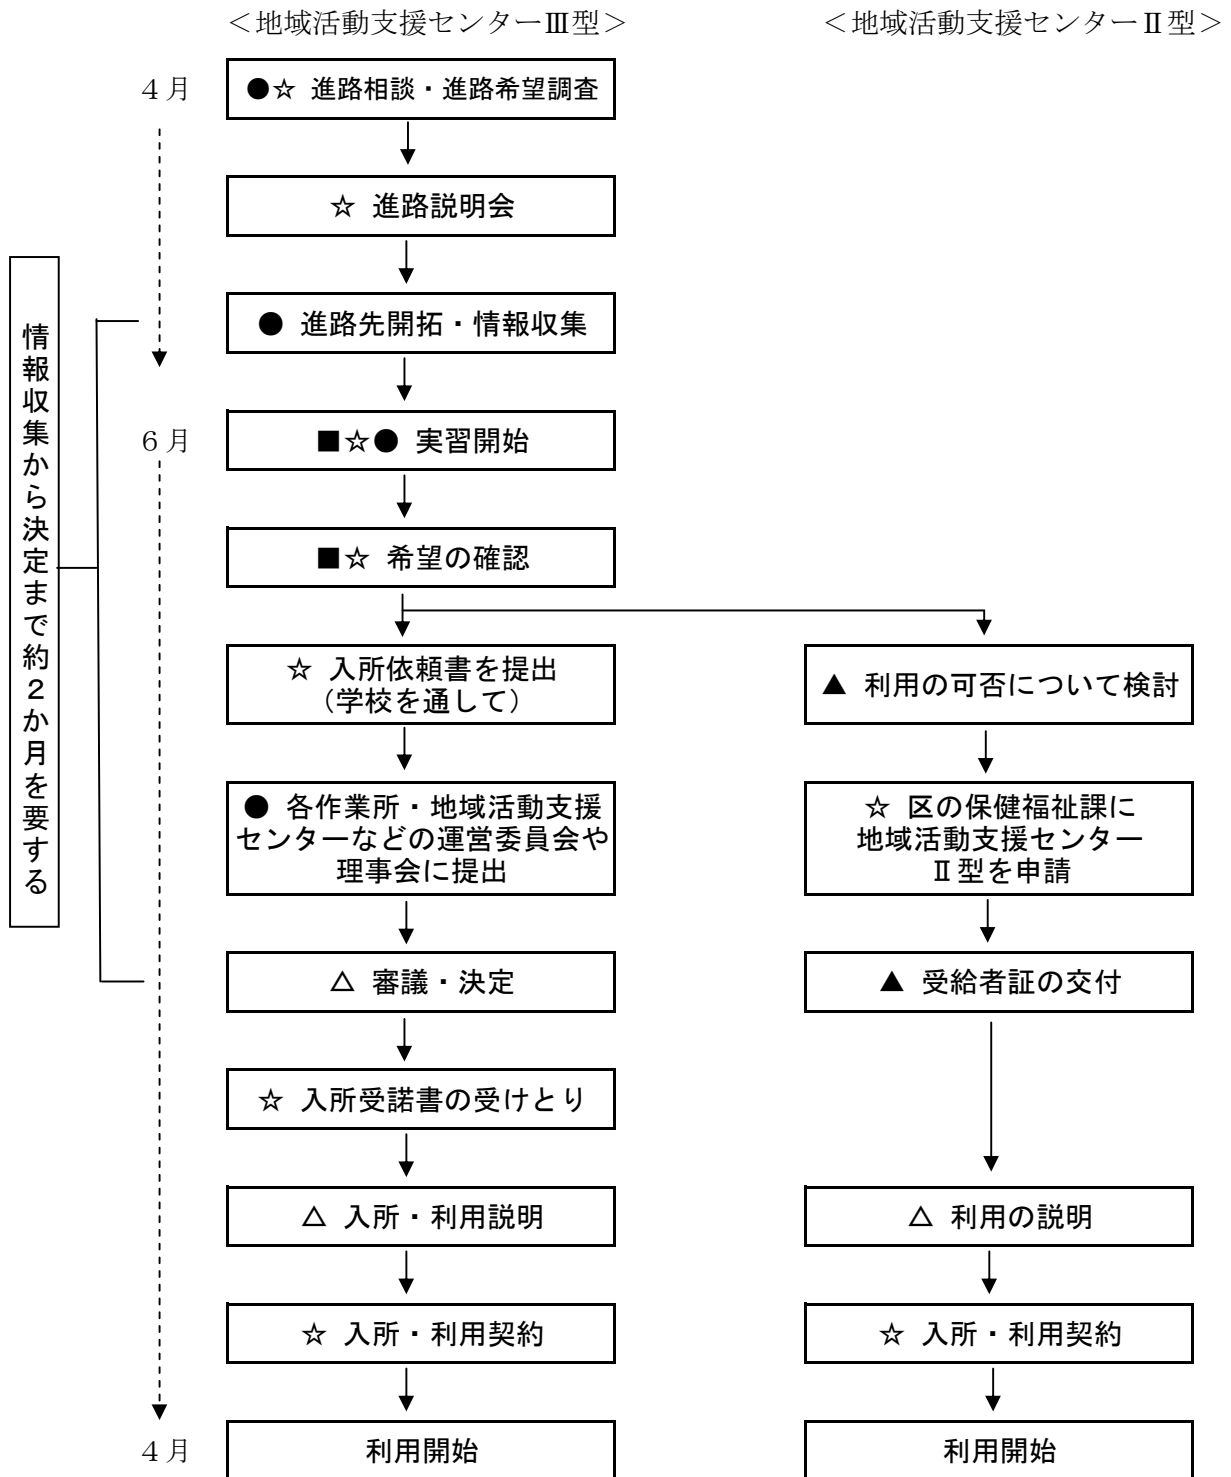 ＜地域活動支援センターⅢ型＞
＜地域活動支援センターⅡ型＞
４月
●☆ 進路相談・進路希望調査
☆ 進路説明会
● 進路先開拓・情報収集
情報収集から決定まで約２か月を要する
６月
■☆● 実習開始
■☆ 希望の確認
☆ 入所依頼書を提出
（学校を通して）
▲ 利用の可否について検討
● 各作業所・地域活動支援
センターなどの運営委員会や
理事会に提出
☆ 区の保健福祉課に
地域活動支援センター
Ⅱ型を申請
△ 審議・決定
▲ 受給者証の交付
☆ 入所受諾書の受けとり
△ 入所・利用説明
△ 利用の説明
☆ 入所・利用契約
☆ 入所・利用契約
４月
利用開始
利用開始